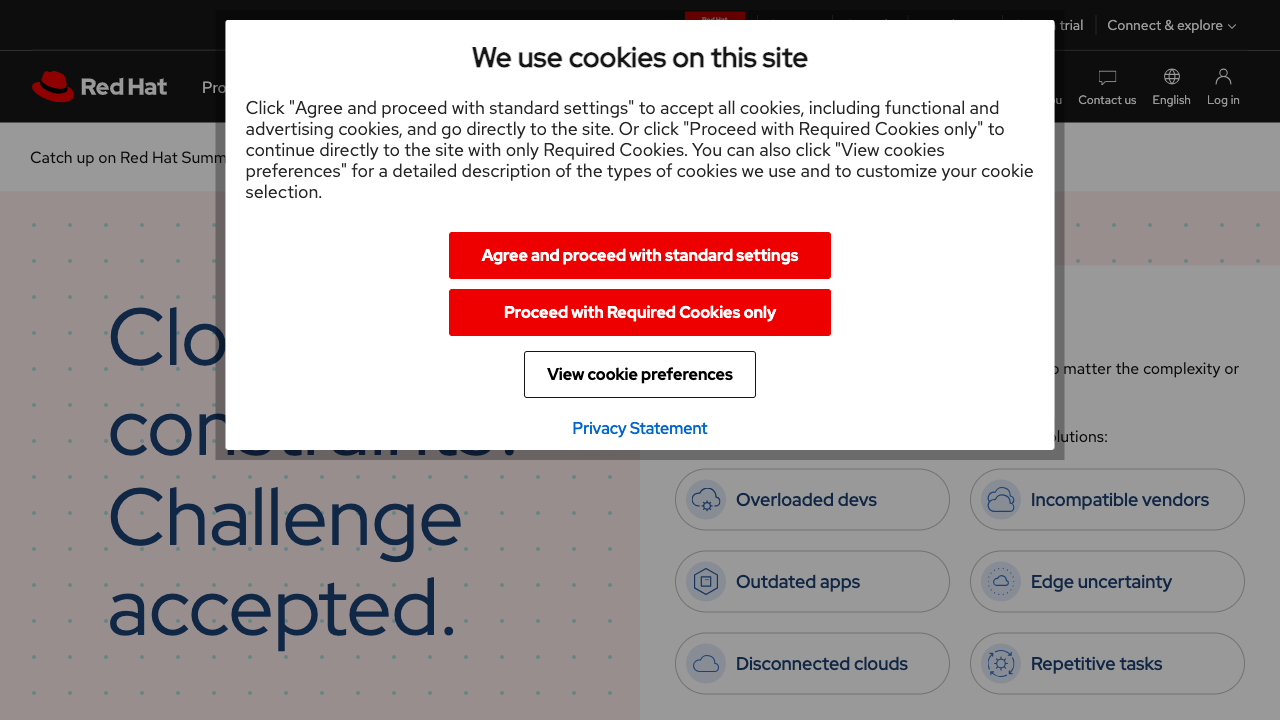 trial
Connect & explore
Red Hat
Contact us
English
Log in
Catch up on Red Hat
We use cookies on this site
Click "Agree and proceed with standard settings" to accept all cookies, including functional and
advertising cookies, and go directly to the site. Or click "Proceed with Required Cookies only" to
continue directly to the site with only Required Cookies. You can also click "View cookies
preferences" for a detailed description of the types of cookies we use and to customize your cookie
selection.
Agree and proceed with standard settings
Proceed with Required Cookies only
View cookie preferences
Privacy Statement
Challenge
accepted.
matter the complexity or
Overloaded devs
Incompatible vendors
Outdated apps
Edge uncertainty
Disconnected clouds
Repetitive tasks